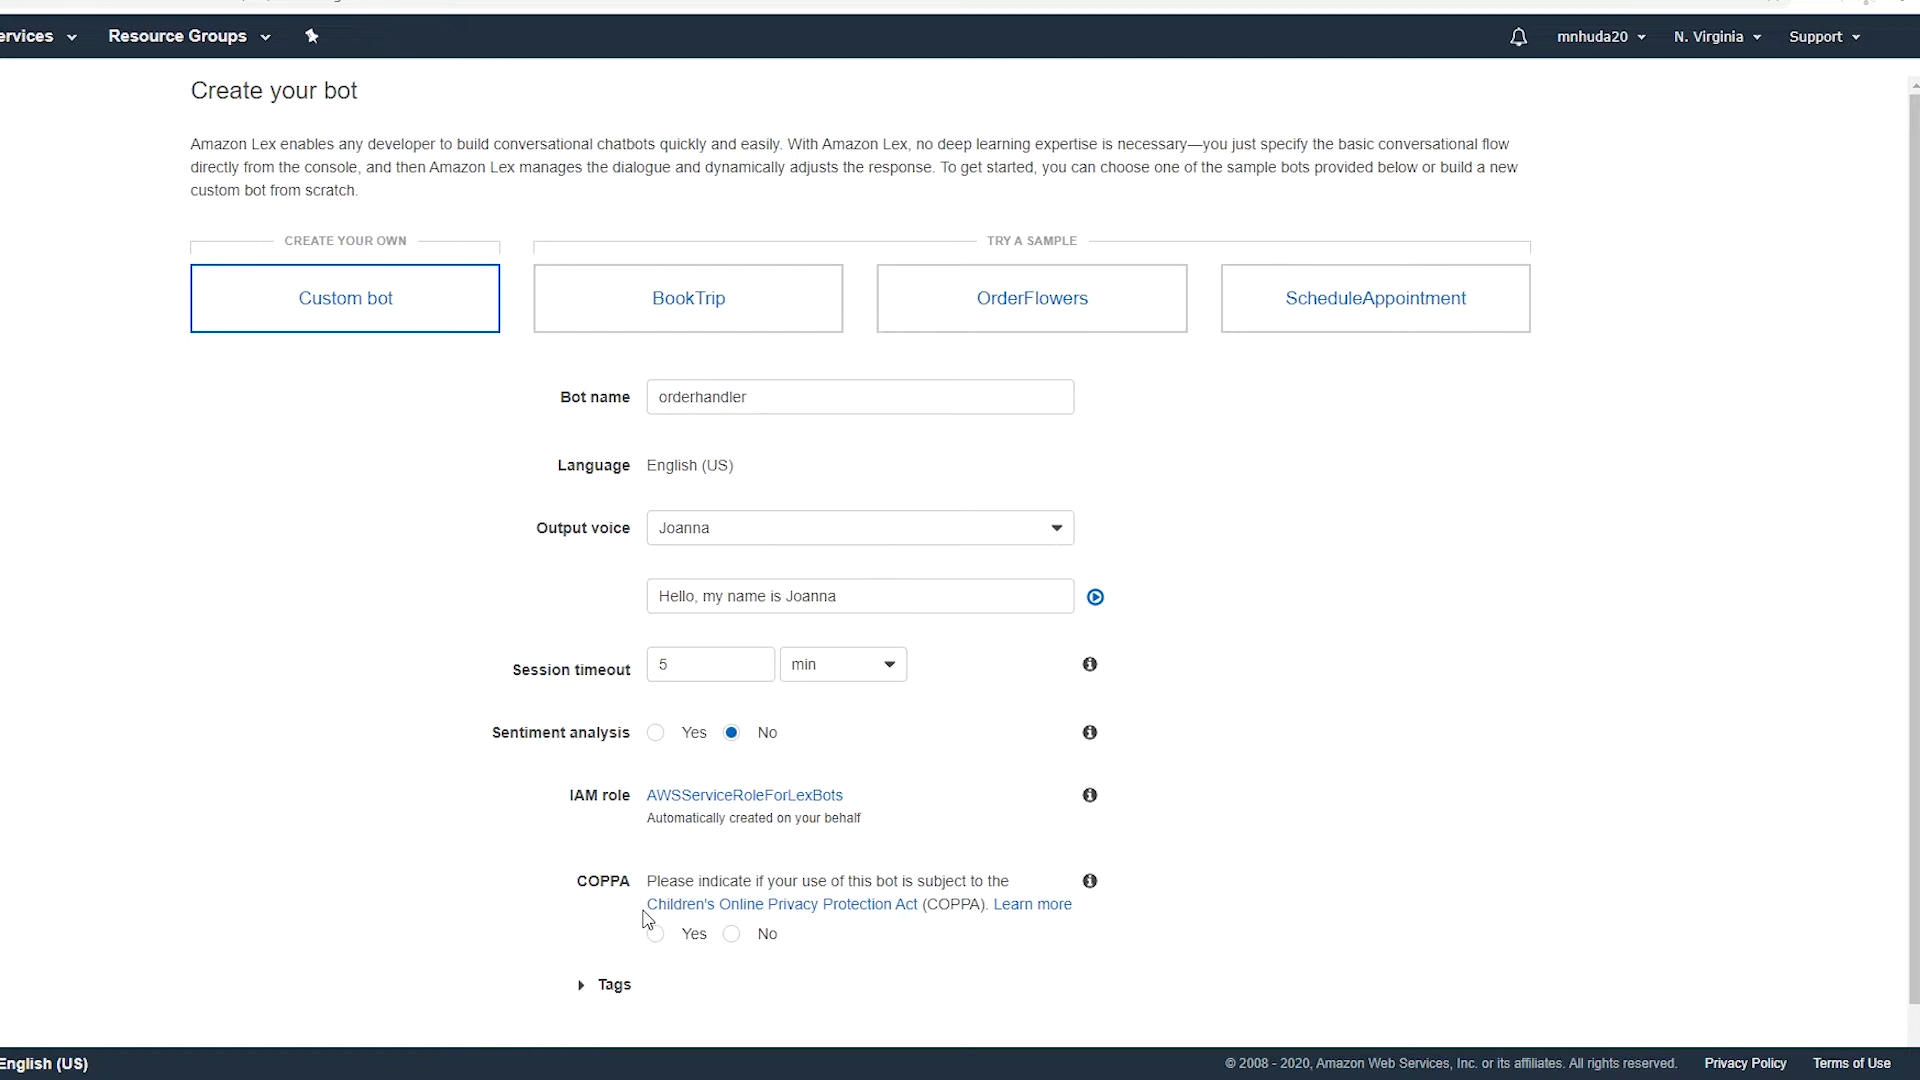 ervices Resource Groups mnhuda20 N. Virginia Support
Create your bot
Amazon Lex enables any developer to build conversational chatbots quickly and easily. With Amazon Lex, no deep learning expertise is necessary—you just specify the basic conversational flow
directly from the console, and then Amazon Lex manages the dialogue and dynamically adjusts the response. To get started, you can choose one of the sample bots provided below or build a new
custom bot from scratch.
CREATE YOUR OWN TRY A SAMPLE
Custom bot BookTrip OrderFlowers ScheduleAppointment
Bot name orderhandler
Language English (US)
Output voice Joanna
Hello, my name is Joanna
Session timeout 5 min
Sentiment analysis Yes No
IAM role AWSServiceRoleForLexBots
Automatically created on your behalf
COPPA Please indicate if your use of this bot is subject to the
Children's Online Privacy Protection Act (COPPA). Learn more
Yes No
Tags
English (US) © 2008 - 2020, Amazon Web Services, Inc. or its affiliates. All rights reserved. Privacy Policy Terms of Use